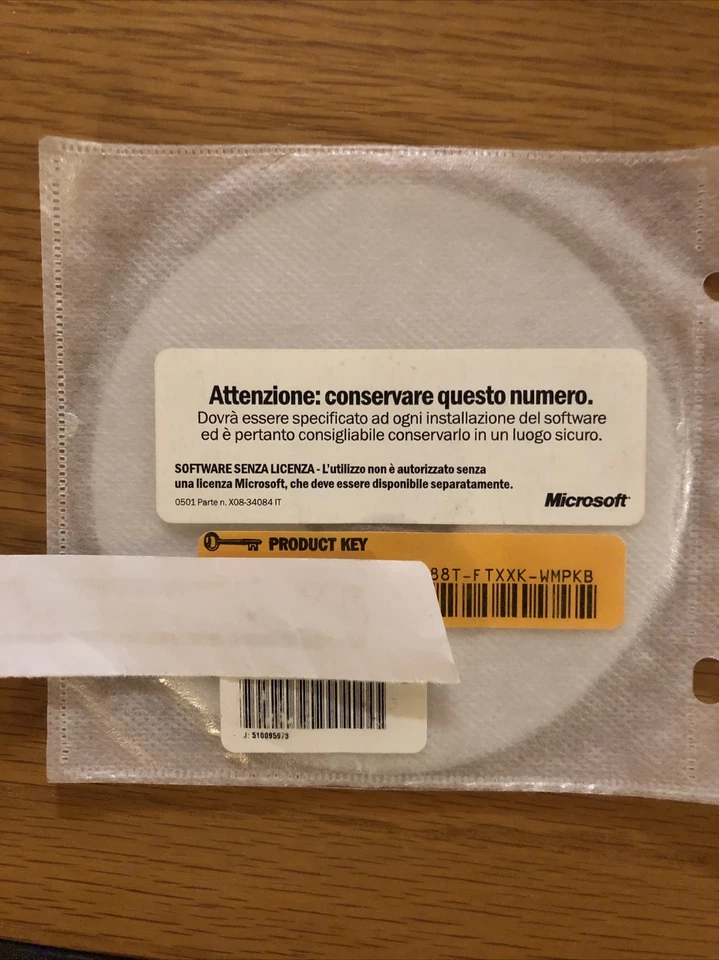 Attenzione: conservare questo numero.
Dovrà essere specificato ad ogni installazione del software
ed è pertanto consigliabile conservarlo in un luogo sicuro.
SOFTWARE SENZA LICENZA - L'utilizzo non è autorizzato senza
una licenza Microsoft, che deve essere disponibile separatamente.
0501 Parte n. X08-34084 IT
Microsoft
PRODUCT KEY
88T-FTXXK-WMPKB